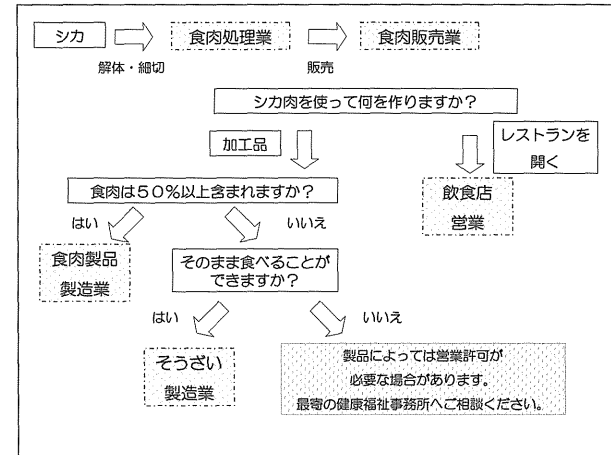 シカ
食肉処理業
食肉販売業
解体・細切
販売
シカ肉を使って何を作りますか？
加工品
レストランを
開く
食肉は５０％以上含まれますか？
飲食店
営業
はい
いいえ
食肉製品
製造業
そのまま食べることが
できますか？
はい
いいえ
そうざい
製造業
製品によっては営業許可が
必要な場合があります。
最寄の健康福祉事務所へご相談ください。